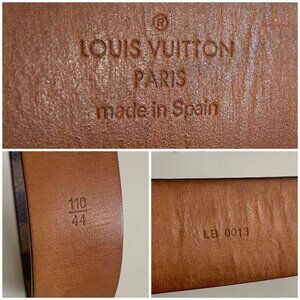 ®
LOUIS VUITTON
PARIS
made in Spain
110
44
LB 0013